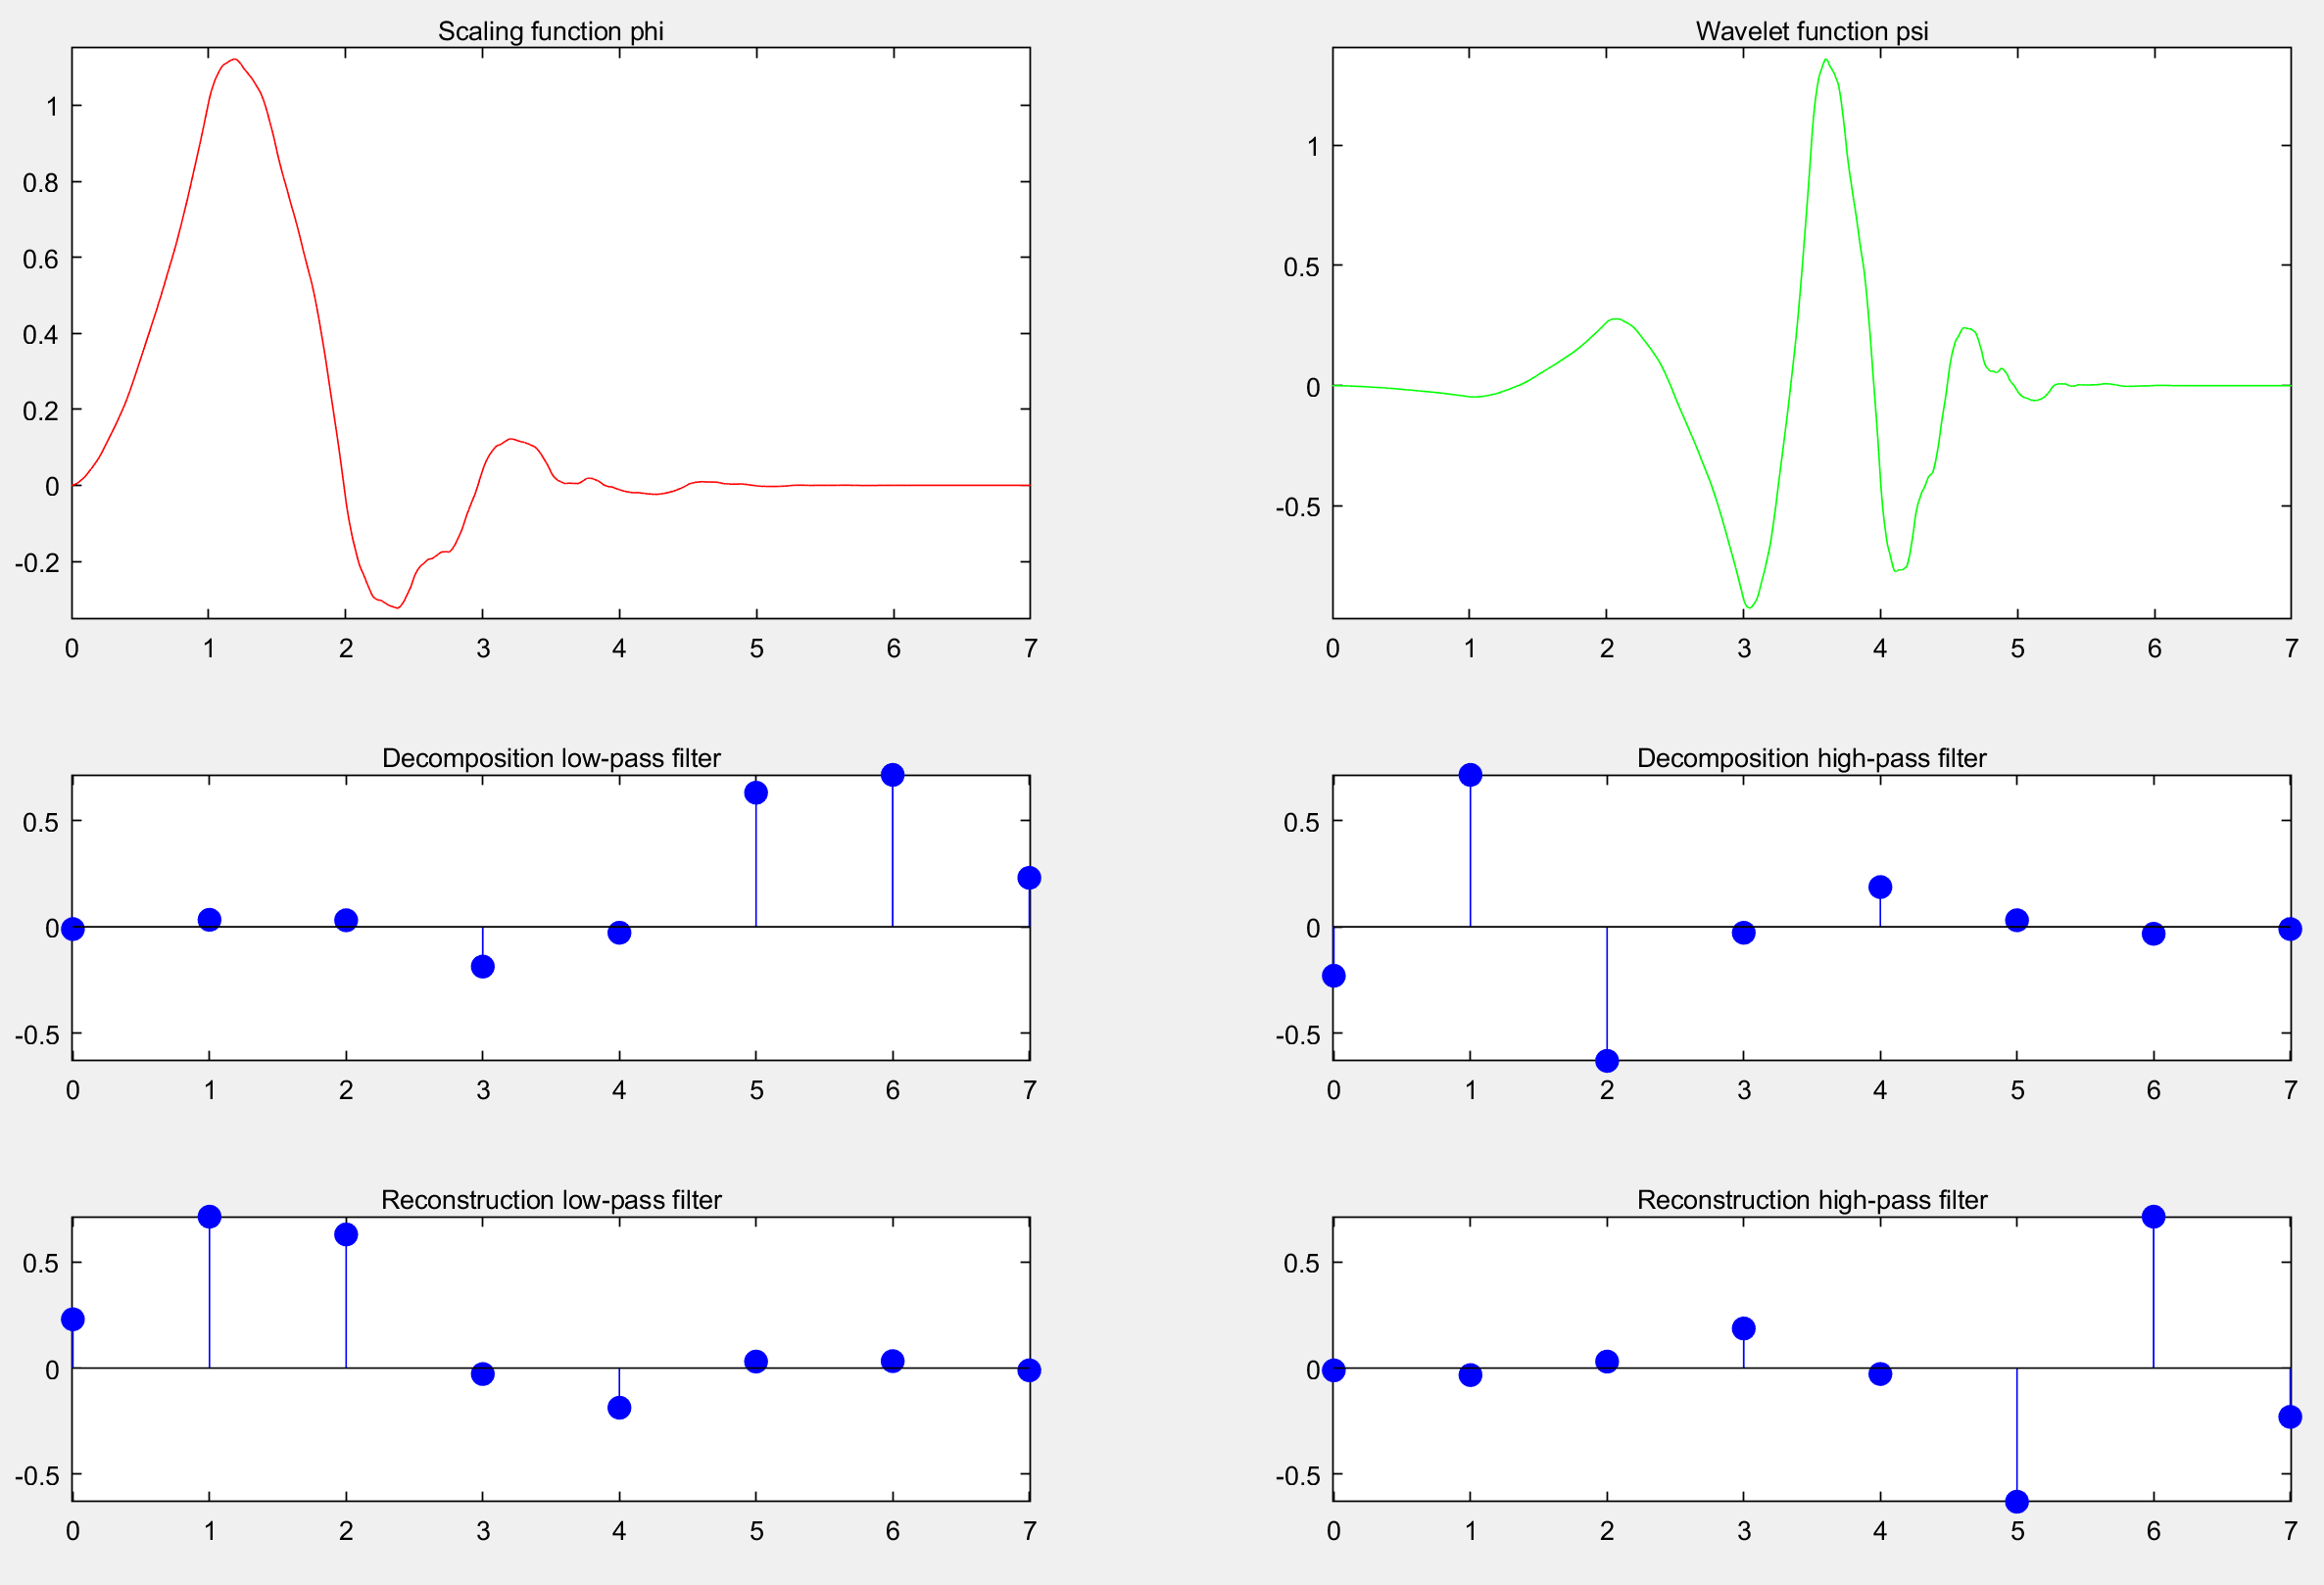 Scaling function phi
1
0.8
0.6
0.4
0.2
0
-0.2
0 1 2 3 4 5 6 7
Wavelet function psi
1
0.5
0
-0.5
0 1 2 3 4 5 6 7
Decomposition low-pass filter
0.5
0
-0.5
0 1 2 3 4 5 6 7
Decomposition high-pass filter
0.5
0
-0.5
0 1 2 3 4 5 6 7
Reconstruction low-pass filter
0.5
0
-0.5
0 1 2 3 4 5 6 7
Reconstruction high-pass filter
0.5
0
-0.5
0 1 2 3 4 5 6 7